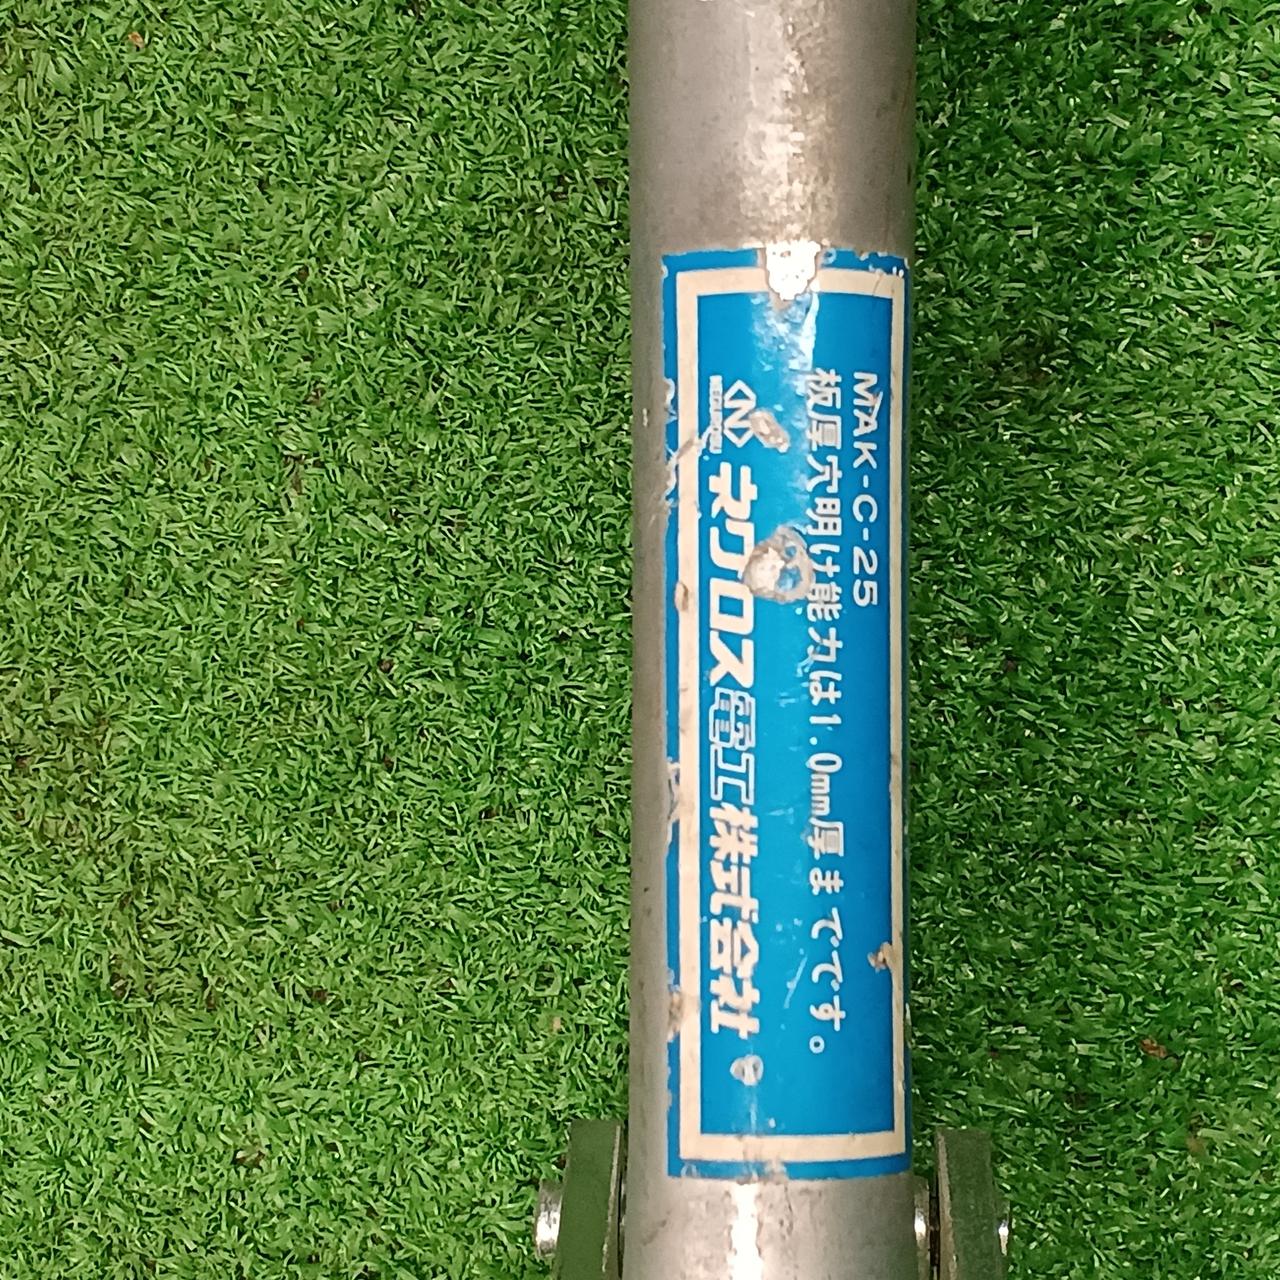 MAK-C-25
板厚穴明け能力は1.0mm厚までです。
N ネグロス電工株式会社
NEGUROSU